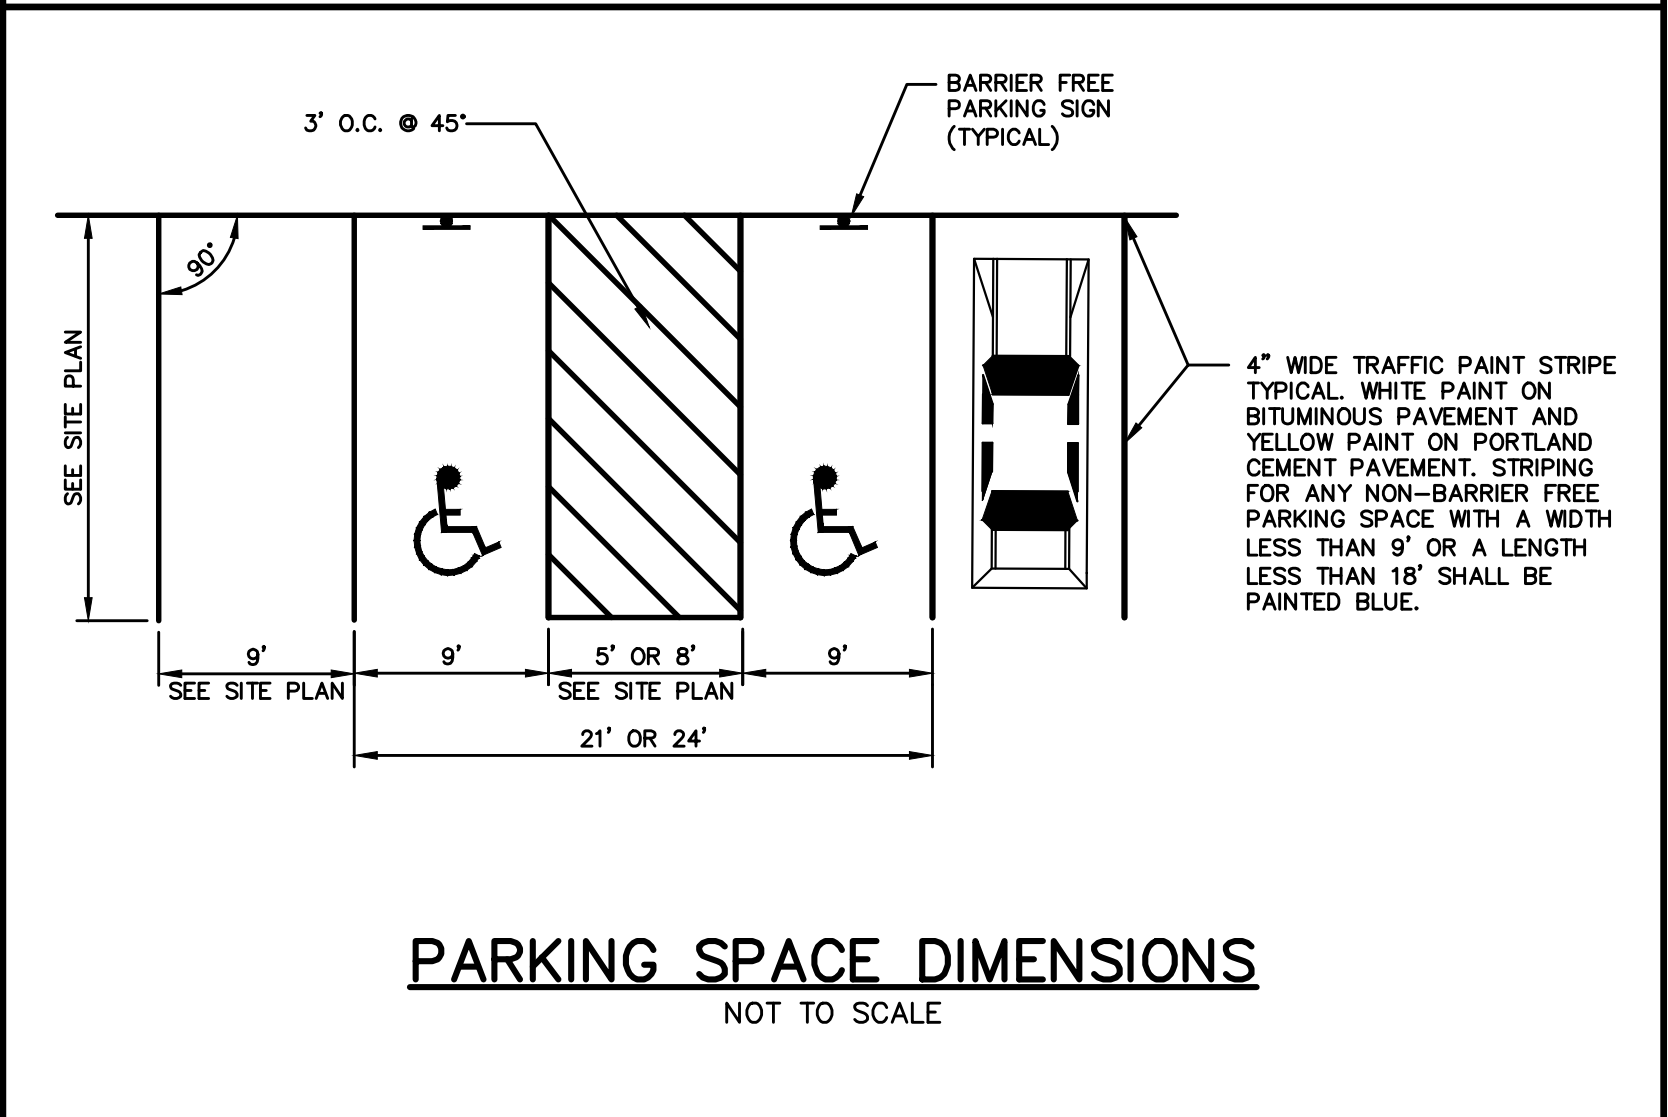 BARRIER FREE
PARKING SIGN
(TYPICAL)
3' O.C. @ 45°
90°
SEE SITE PLAN
4" WIDE TRAFFIC PAINT STRIPE
TYPICAL. WHITE PAINT ON
BITUMINOUS PAVEMENT AND
YELLOW PAINT ON PORTLAND
CEMENT PAVEMENT. STRIPING
FOR ANY NON-BARRIER FREE
PARKING SPACE WITH A WIDTH
LESS THAN 9' OR A LENGTH
LESS THAN 18' SHALL BE
PAINTED BLUE.
9'
SEE SITE PLAN
9'
5' OR 8'
SEE SITE PLAN
9'
21' OR 24'
PARKING SPACE DIMENSIONS
NOT TO SCALE